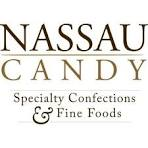 NASSAU
CANDY
Specialty Confections
& Fine Foods